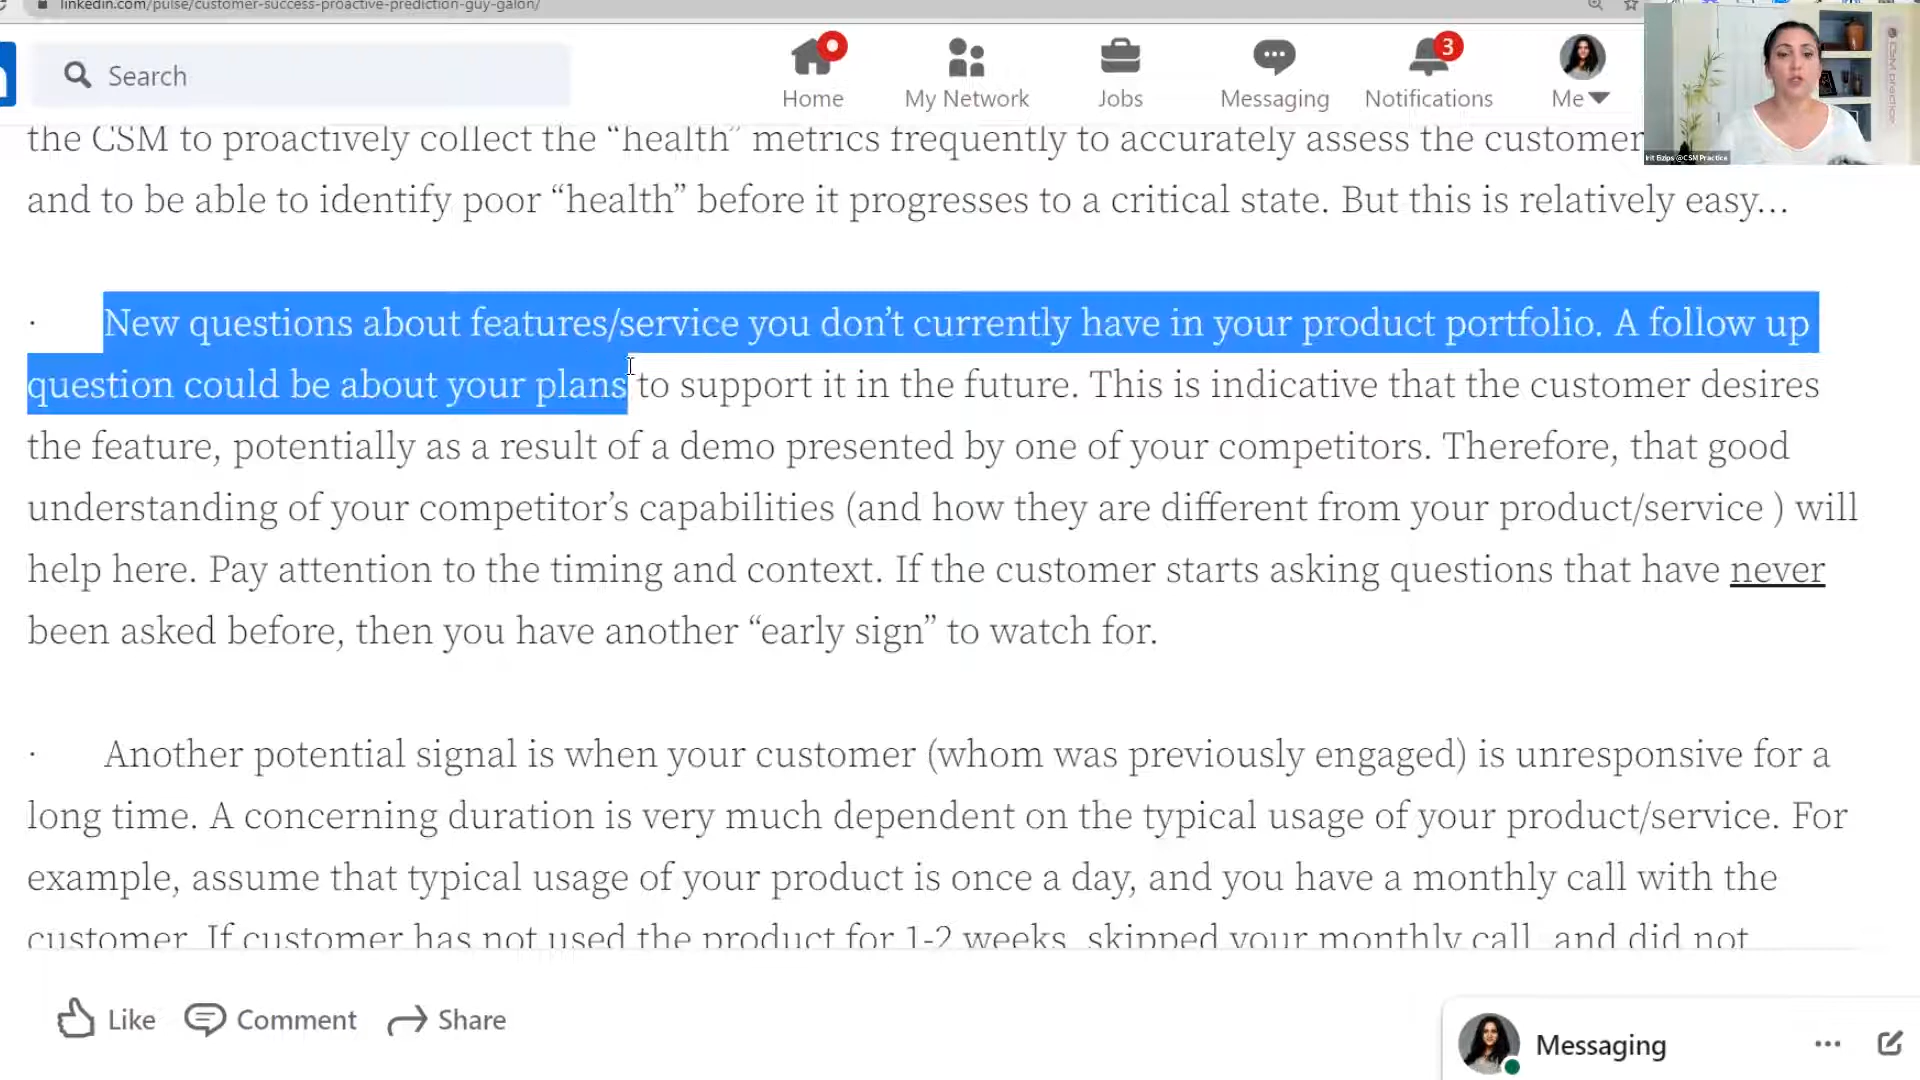 linkedin.com/pulse/customer-success-proactive-prediction-guy-galon/
Search
Home
My Network
Jobs
Messaging
3
Notifications
Me
Irit Eizips @CSM Practice
CSM practice
the CSM to proactively collect the “health” metrics frequently to accurately assess the customer
and to be able to identify poor “health” before it progresses to a critical state. But this is relatively easy…
· New questions about features/service you don’t currently have in your product portfolio. A follow up
question could be about your plans to support it in the future. This is indicative that the customer desires
the feature, potentially as a result of a demo presented by one of your competitors. Therefore, that good
understanding of your competitor’s capabilities (and how they are different from your product/service ) will
help here. Pay attention to the timing and context. If the customer starts asking questions that have never
been asked before, then you have another “early sign” to watch for.
· Another potential signal is when your customer (whom was previously engaged) is unresponsive for a
long time. A concerning duration is very much dependent on the typical usage of your product/service. For
example, assume that typical usage of your product is once a day, and you have a monthly call with the
customer. If customer has not used the product for 1-2 weeks, skipped your monthly call, and did not
Like
Comment
Share
Messaging